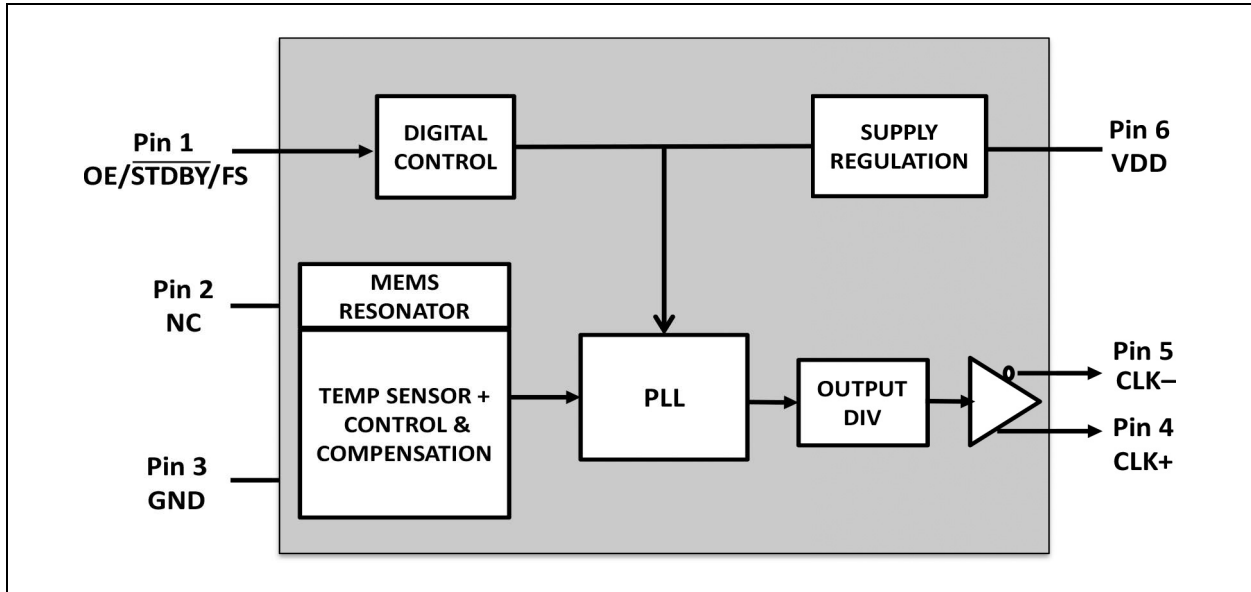 Pin 1
OE/STDBY/FS
DIGITAL
CONTROL
SUPPLY
REGULATION
Pin 6
VDD
Pin 2
NC
MEMS
RESONATOR
TEMP SENSOR +
CONTROL &
COMPENSATION
PLL
OUTPUT
DIV
Pin 5
CLK–
Pin 4
CLK+
Pin 3
GND